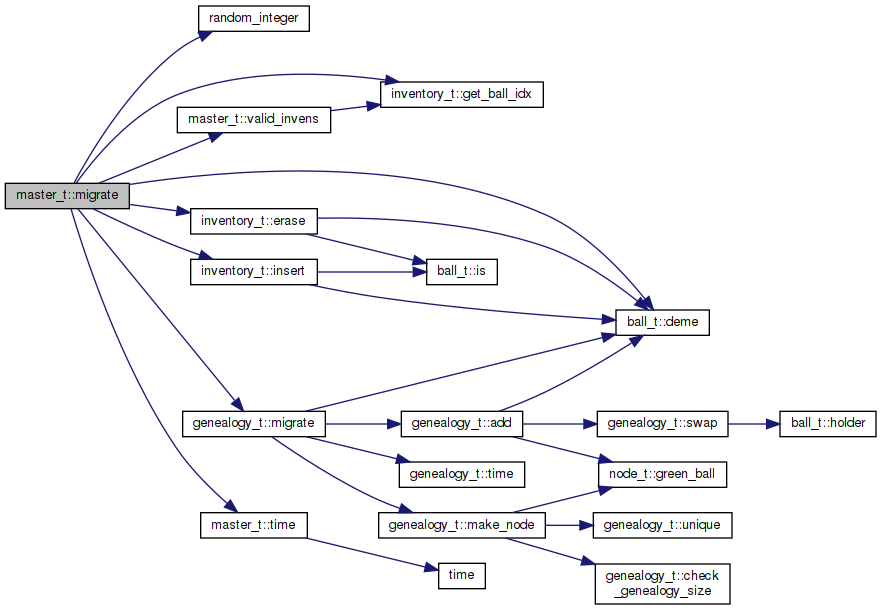 random_integer
inventory_t::get_ball_idx
master_t::valid_invens
master_t::migrate
inventory_t::erase
inventory_t::insert
ball_t::is
ball_t::deme
genealogy_t::migrate
genealogy_t::add
genealogy_t::swap
ball_t::holder
genealogy_t::time
node_t::green_ball
master_t::time
genealogy_t::make_node
genealogy_t::unique
time
genealogy_t::check
_genealogy_size